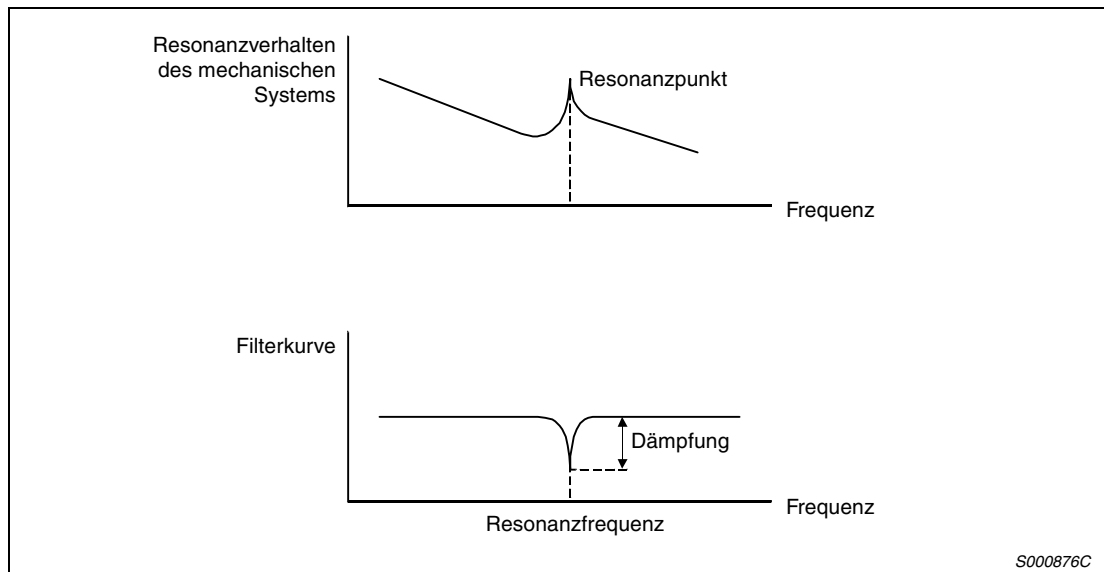 Resonanzverhalten
des mechanischen
Systems
Resonanzpunkt
Frequenz
Filterkurve
Dämpfung
Frequenz
Resonanzfrequenz
S000876C